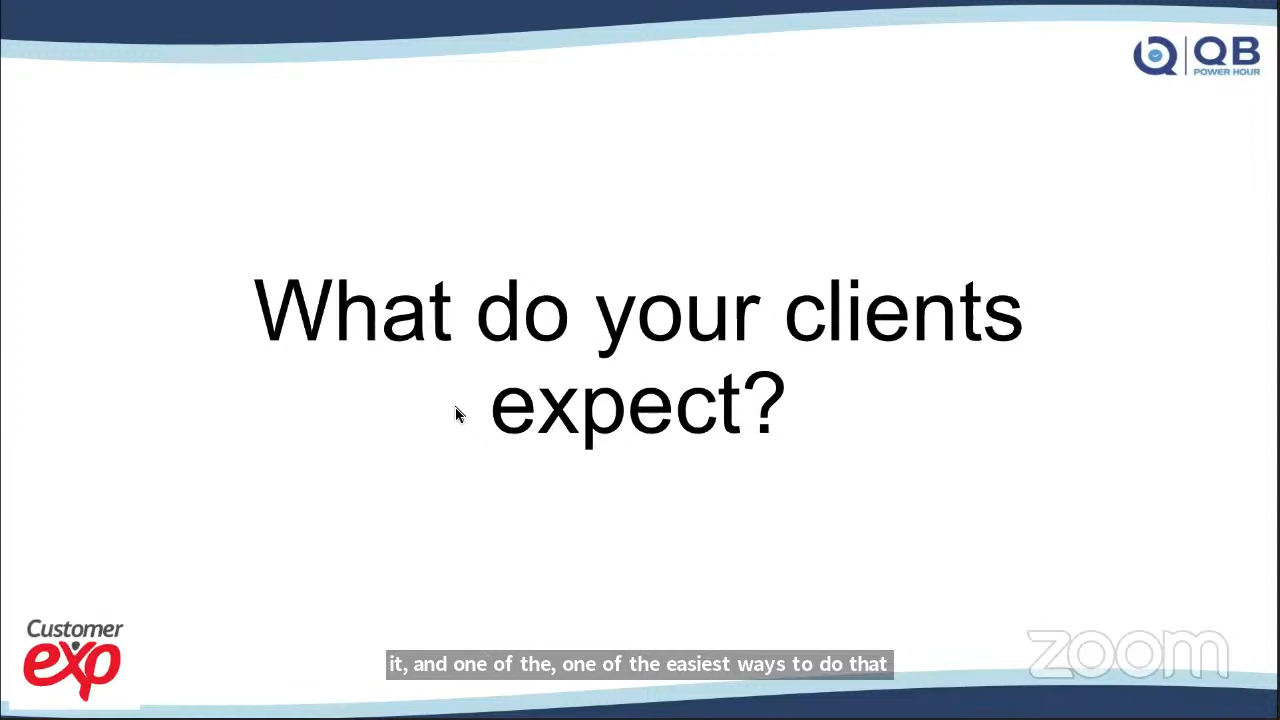 QB
POWER HOUR
What do your clients
expect?
Customer
exp
it, and one of the, one of the easiest ways to do that
zoom